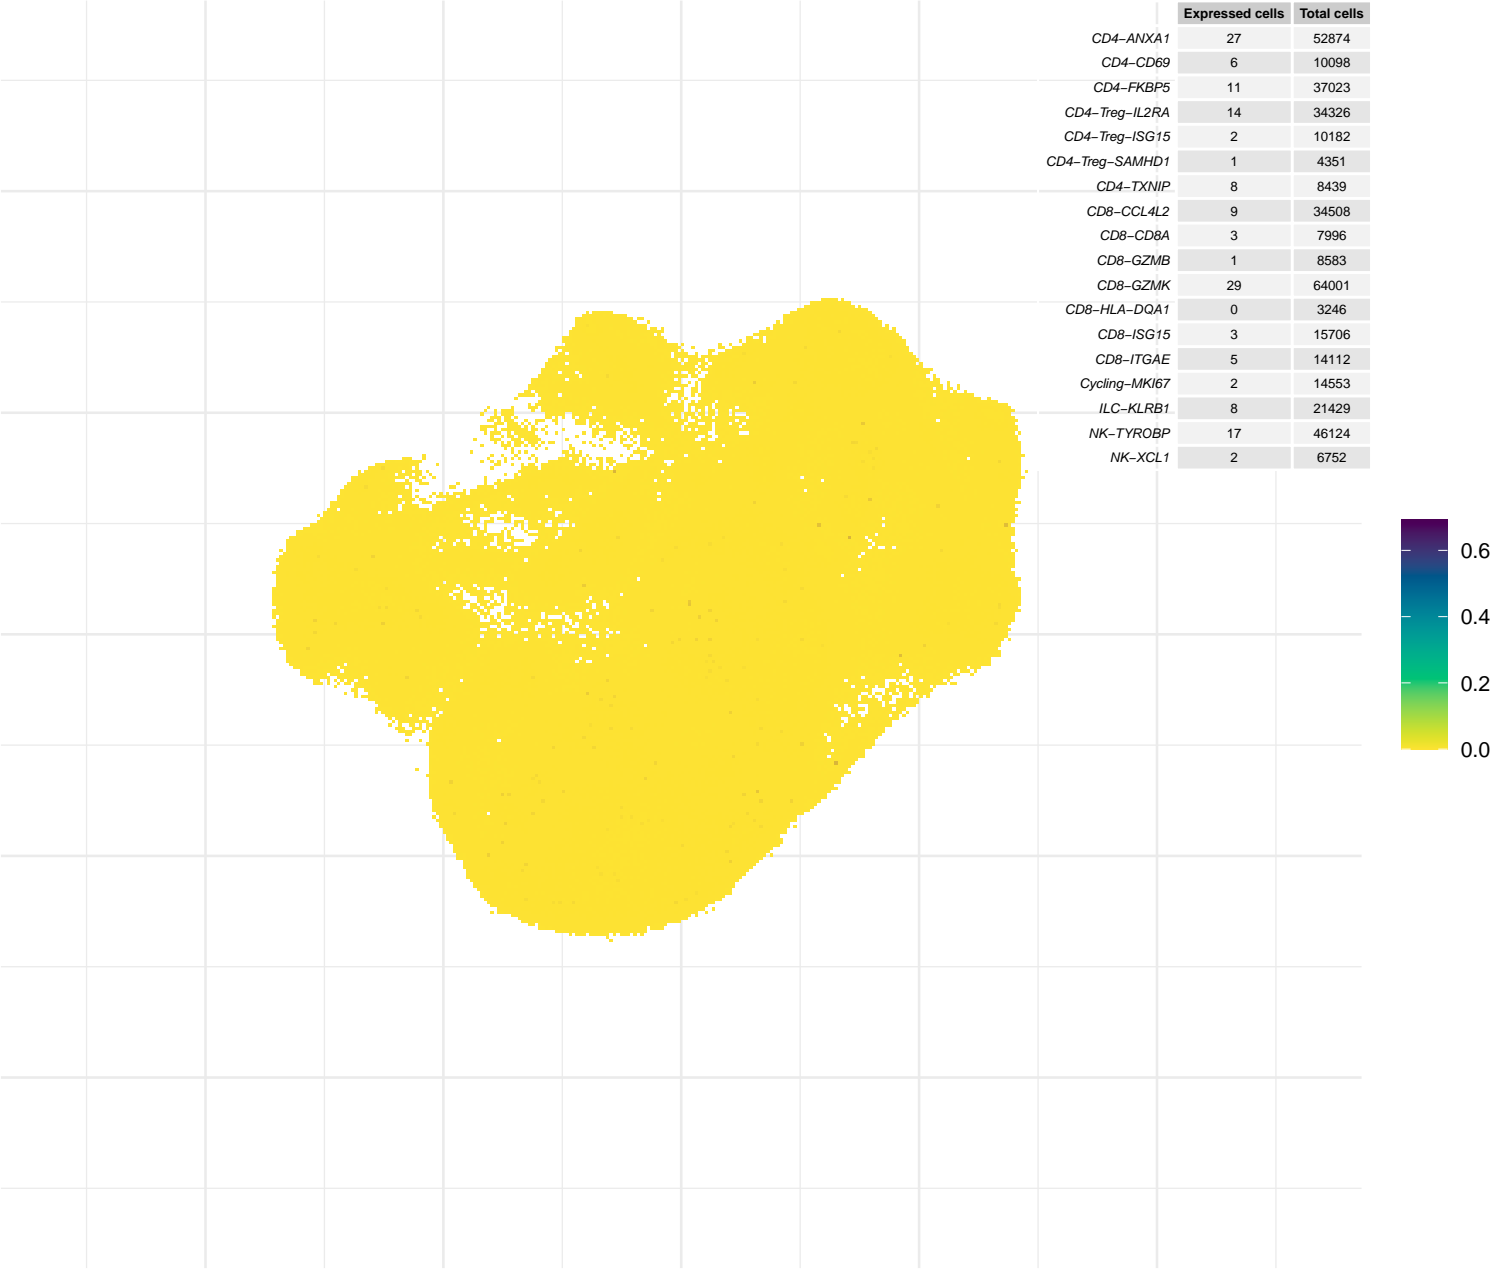 Expressed cells Total cells
CD4−ANXA1 27 52874
CD4−CD69 6 10098
CD4−FKBP5 11 37023
CD4−Treg−IL2RA 14 34326
CD4−Treg−ISG15 2 10182
CD4−Treg−SAMHD1 1 4351
CD4−TXNIP 8 8439
CD8−CCL4L2 9 34508
CD8−CD8A 3 7996
CD8−GZMB 1 8583
CD8−GZMK 29 64001
CD8−HLA−DQA1 0 3246
CD8−ISG15 3 15706
CD8−ITGAE 5 14112
Cycling−MKI67 2 14553
ILC−KLRB1 8 21429
NK−TYROBP 17 46124
NK−XCL1 2 6752
0.6
0.4
0.2
0.0